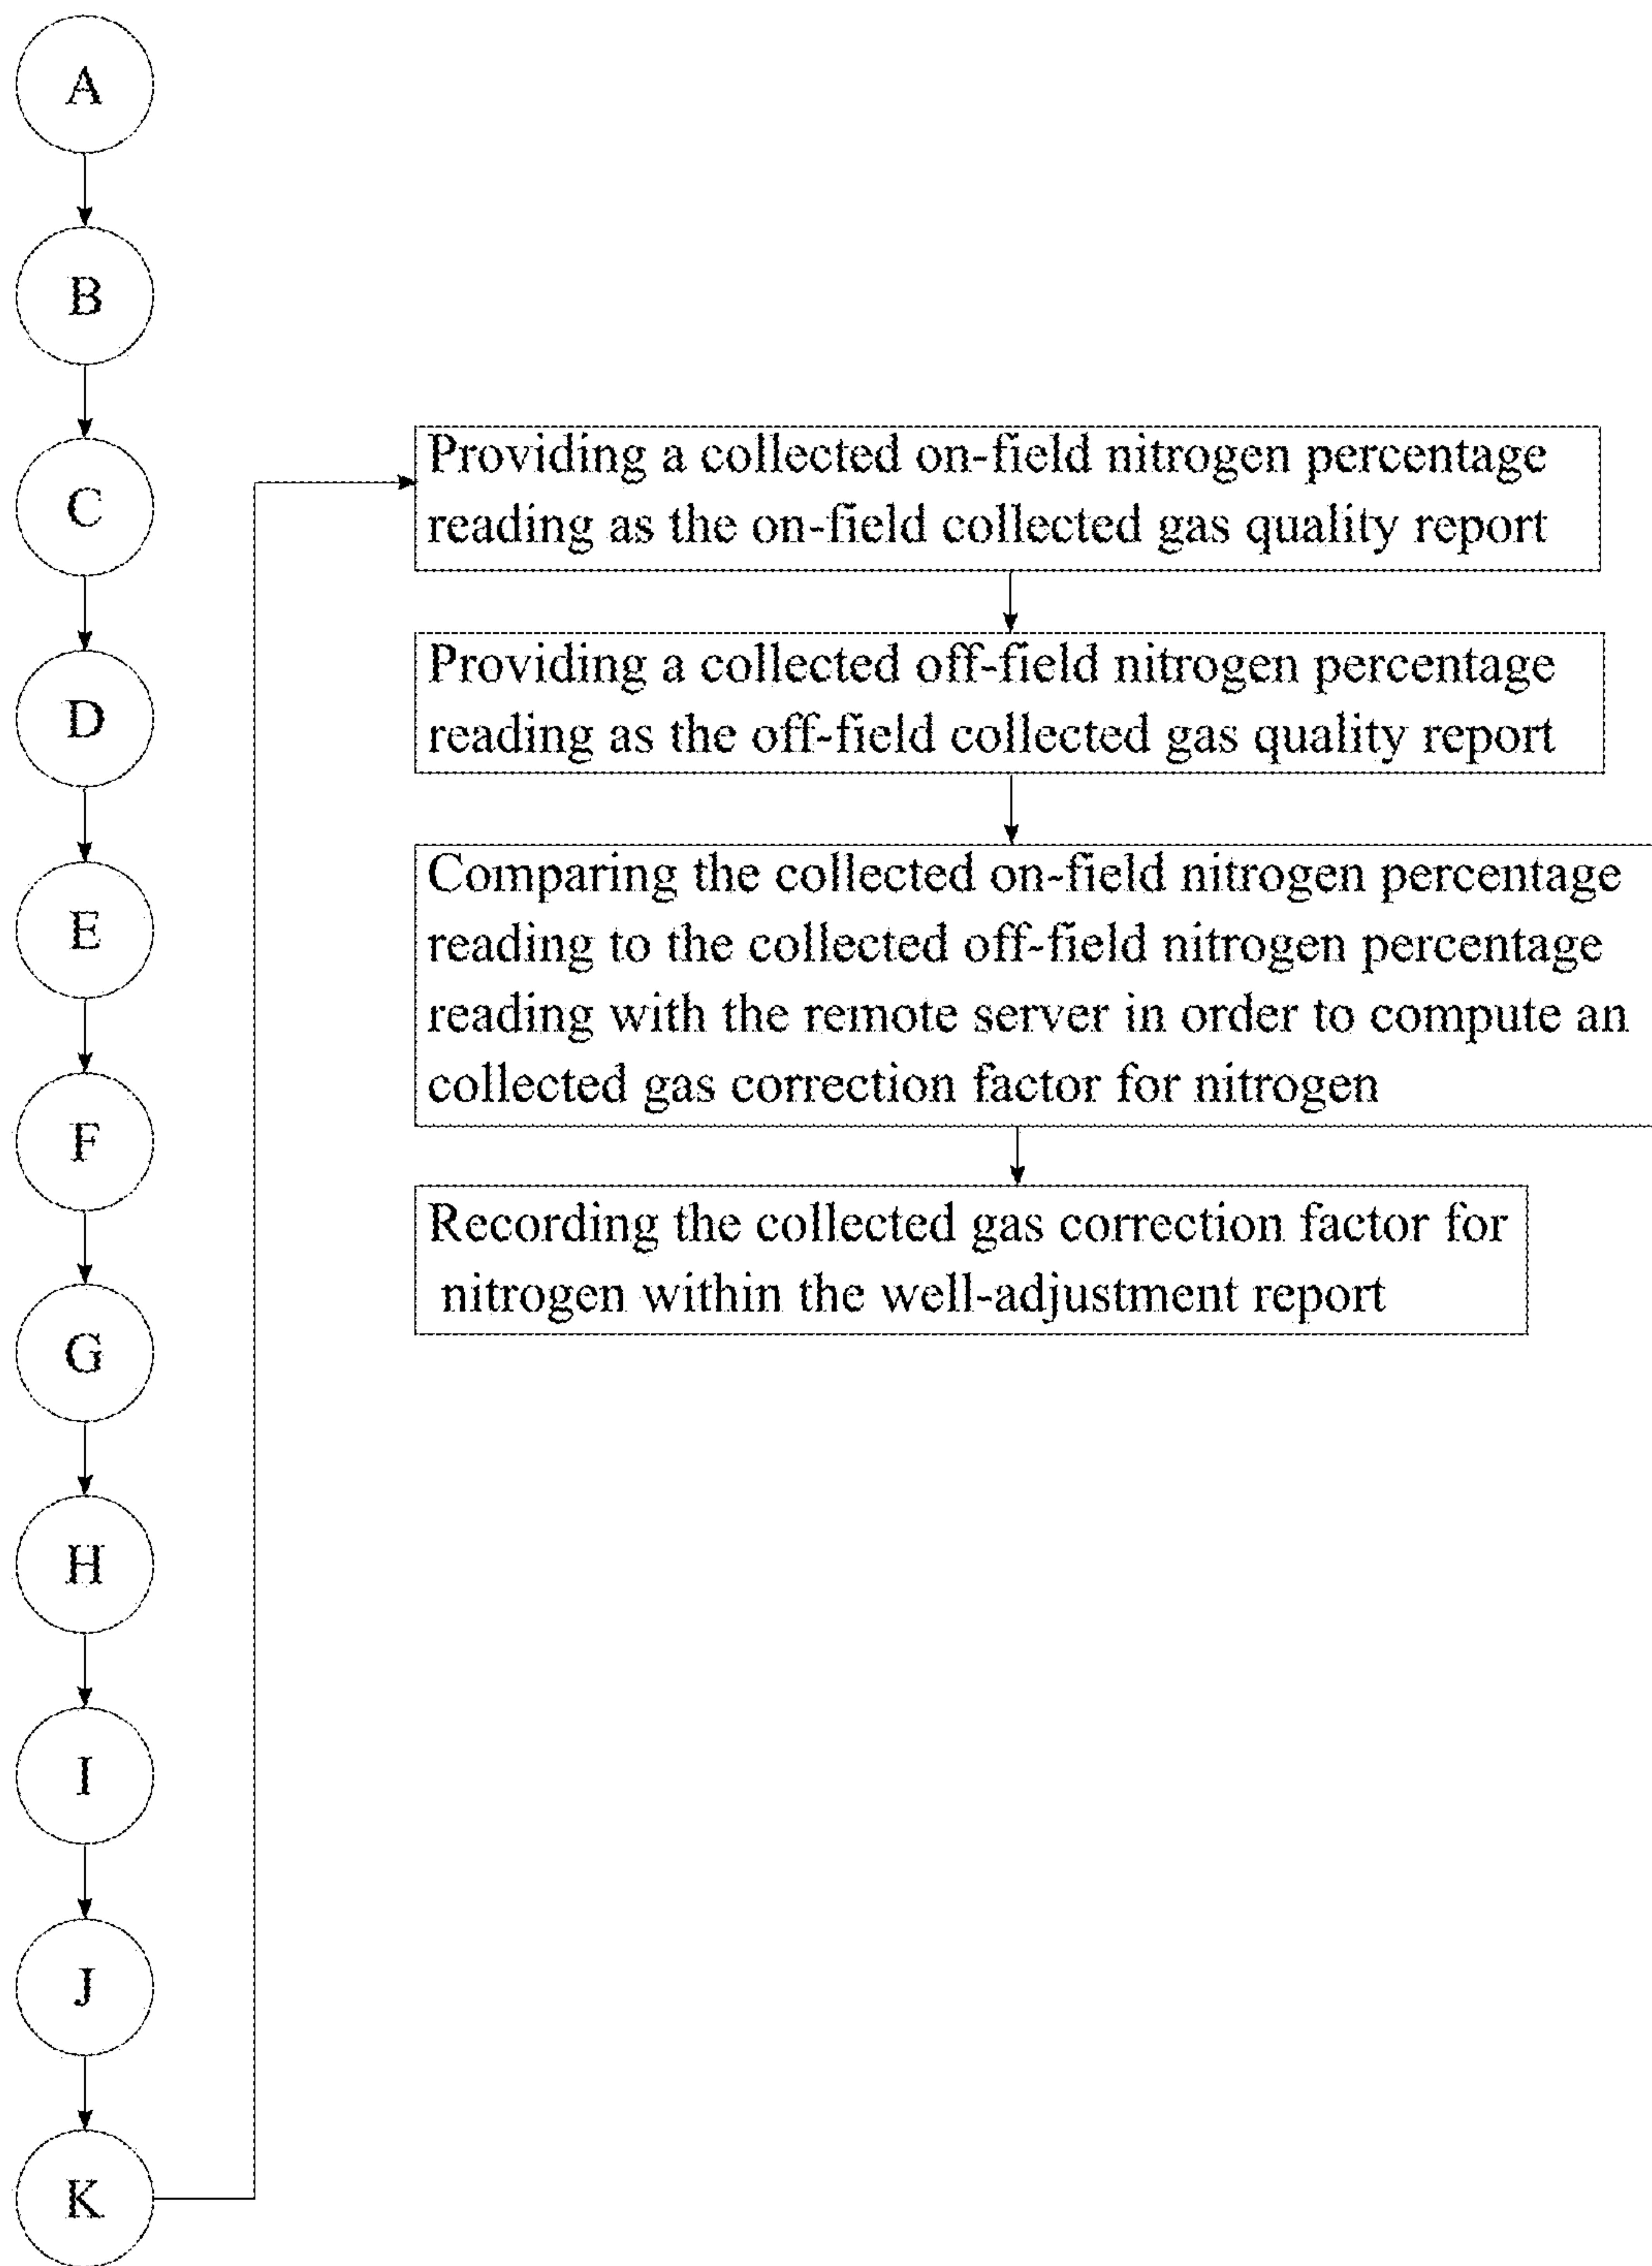 A
B
C
D
E
F
G
H
I
J
K
Providing a collected on-field nitrogen percentage
reading as the on-field collected gas quality report
Providing a collected off-field nitrogen percentage
reading as the off-field collected gas quality report
Comparing the collected on-field nitrogen percentage
reading to the collected off-field nitrogen percentage
reading with the remote server in order to compute an
collected gas correction factor for nitrogen
Recording the collected gas correction factor for
nitrogen within the well-adjustment report